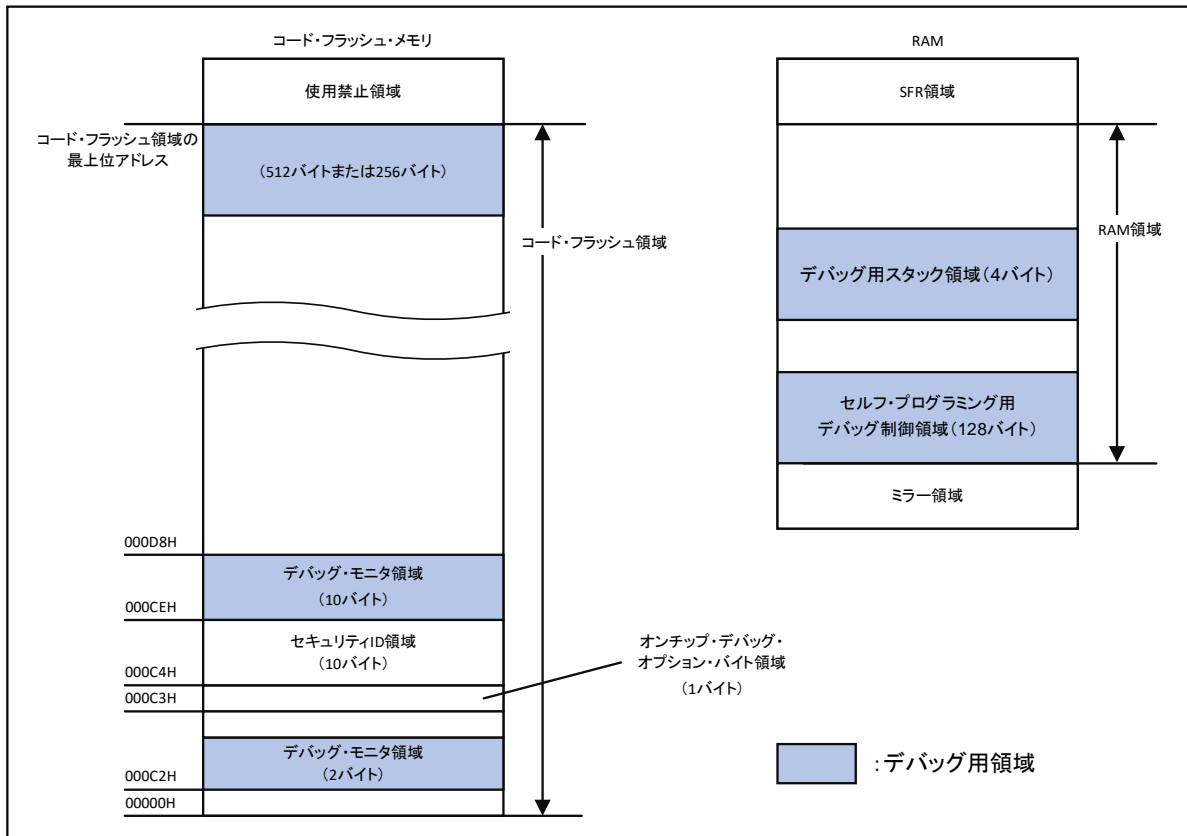 コード・フラッシュ・メモリ
使用禁止領域
コード・フラッシュ領域の
最上位アドレス
（512バイトまたは256バイト）
コード・フラッシュ領域
000D8H
デバッグ・モニタ領域
（10バイト）
000CEH
セキュリティID領域
（10バイト）
000C4H
000C3H
オンチップ・デバッグ・
オプション・バイト領域
（1バイト）
デバッグ・モニタ領域
（2バイト）
000C2H
00000H
RAM
SFR領域
RAM領域
デバッグ用スタック領域（4バイト）
セルフ・プログラミング用
デバッグ制御領域（128バイト）
ミラー領域
：デバッグ用領域